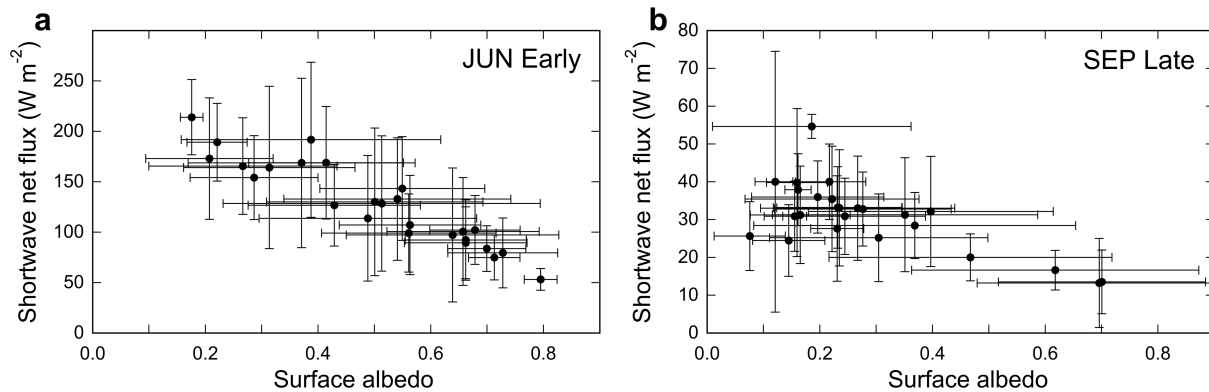 a
JUN Early
Shortwave net flux (W m⁻²)
250
200
150
100
50
0
0.0 0.2 0.4 0.6 0.8
Surface albedo
b
SEP Late
Shortwave net flux (W m⁻²)
80
70
60
50
40
30
20
10
0
0.0 0.2 0.4 0.6 0.8
Surface albedo